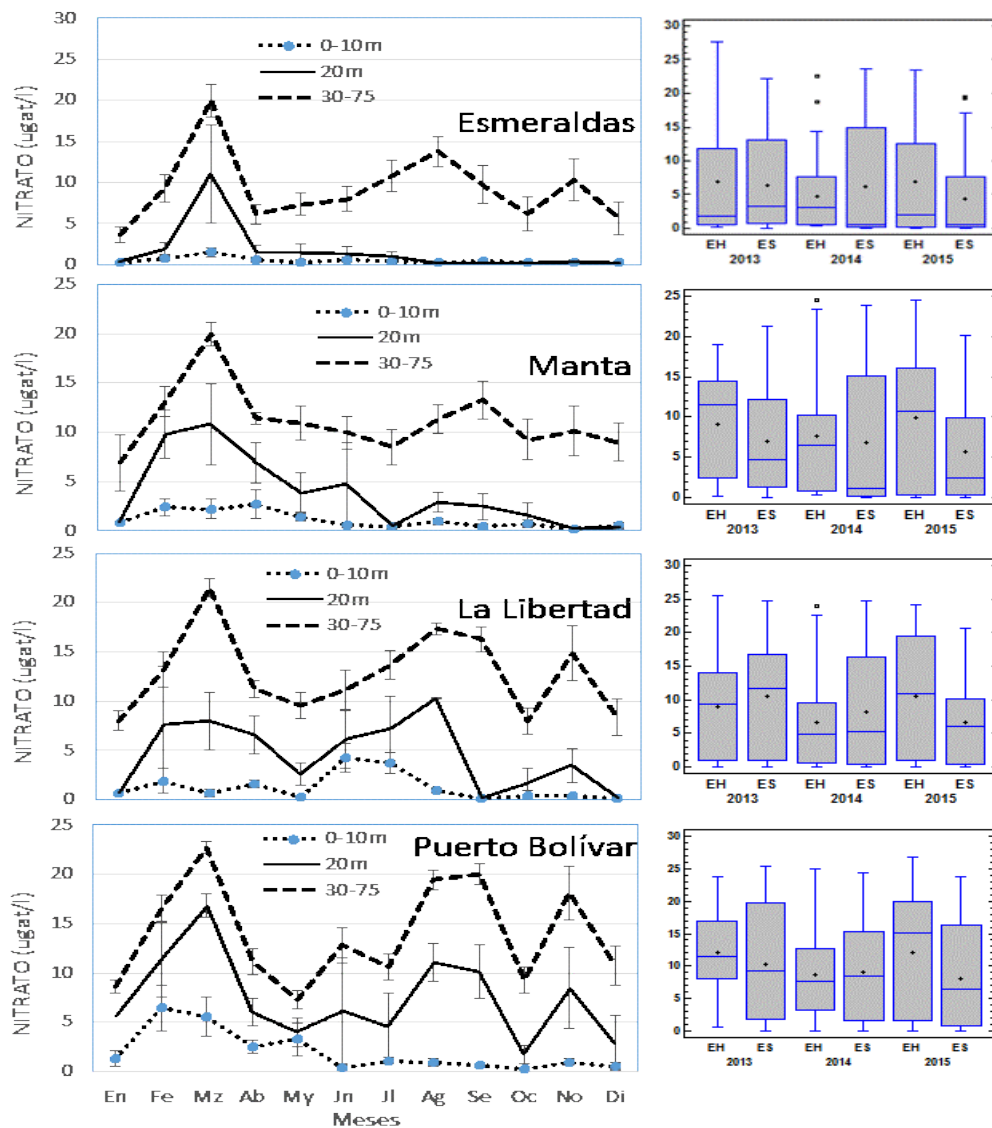 30
25
20
15
10
5
0
NITRATO (ugat/l)
0-10m
20m
30-75
Esmeraldas
30
25
20
15
10
5
0
EH ES EH ES EH ES
2013 2014 2015
25
20
15
10
5
0
NITRATO (ugat/l)
0-10m
20m
30-75
Manta
25
20
15
10
5
0
EH ES EH ES EH ES
2013 2014 2015
25
20
15
10
5
0
NITRATO (ugat/l)
0-10m
20m
30-75
La Libertad
30
25
20
15
10
5
0
EH ES EH ES EH ES
2013 2014 2015
25
20
15
10
5
0
NITRATO (ugat/l)
0-10m
20m
30-75
Puerto Bolívar
En Fe Mz Ab My Jn Jl Ag Se Oc No Di
Meses
30
25
20
15
10
5
0
EH ES EH ES EH ES
2013 2014 2015